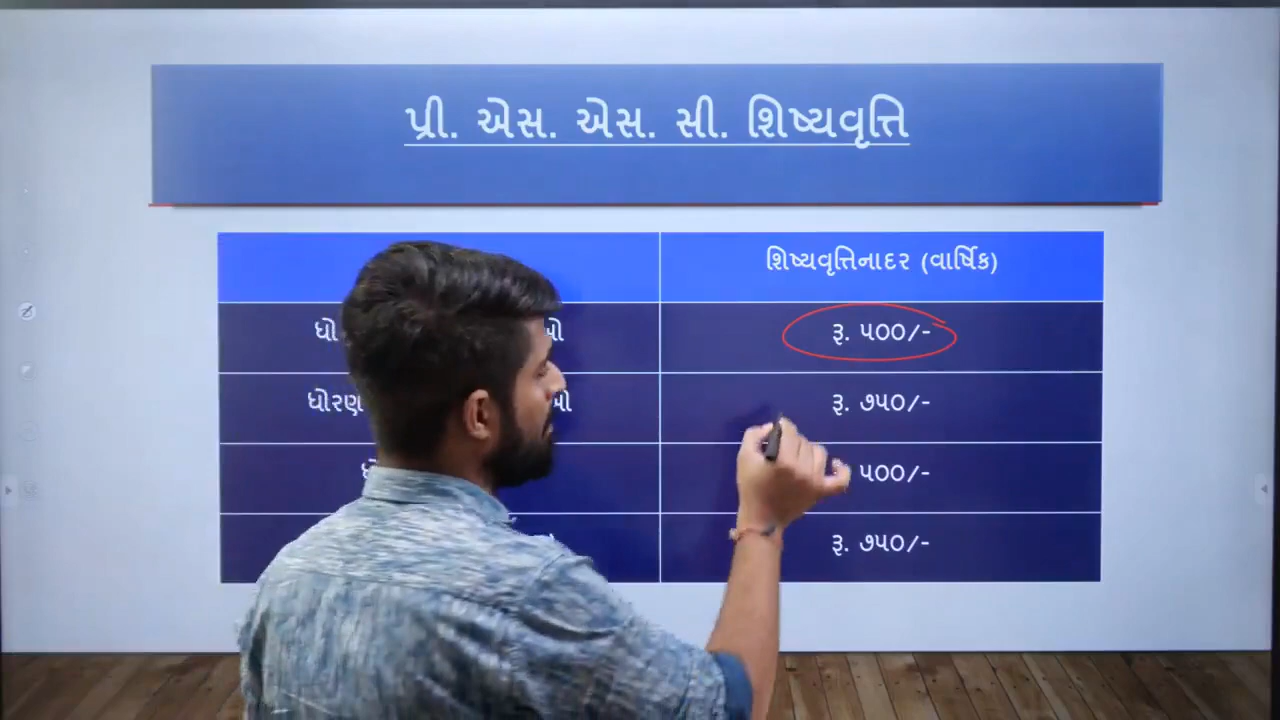 પ્રી. એસ. એસ. સી. શિષ્યવૃત્તિ
શિષ્યવૃત્તિનાદર (વાર્ષિક)
રૂ. ૫૦૦/-
ધોરણ રૂ. ૭૫૦/-
૫૦૦/-
રૂ. ૭૫૦/-